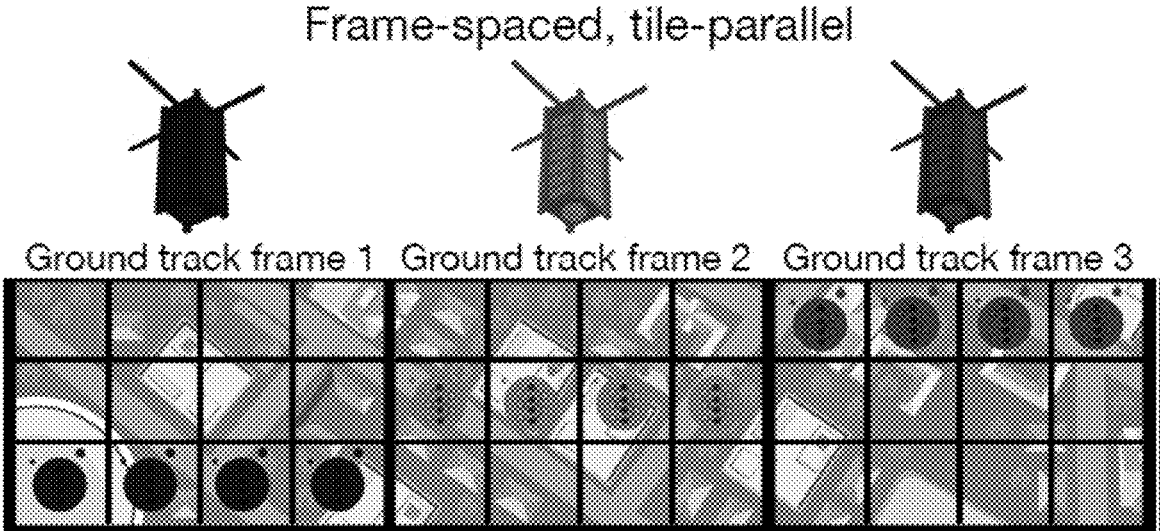 Frame-spaced, tile-parallel
Ground track frame 1
Ground track frame 2
Ground track frame 3